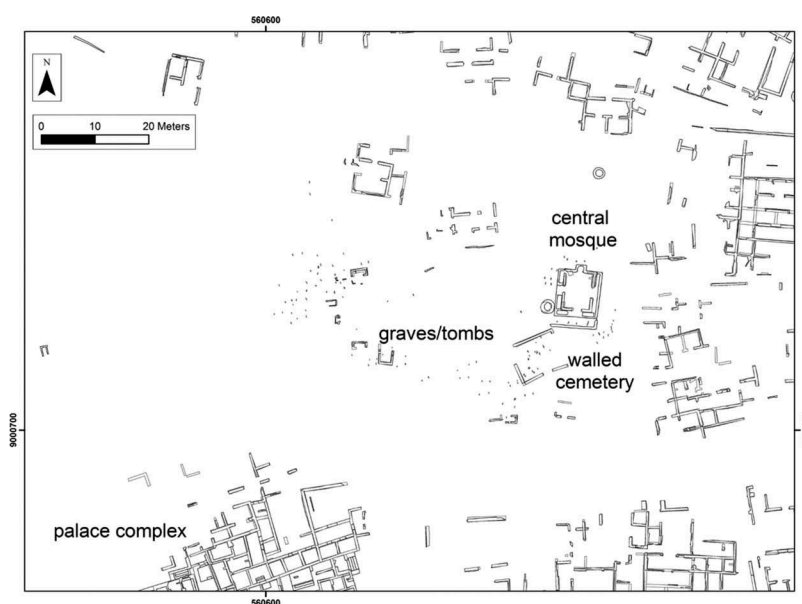 560600
N
0 10 20 Meters
central
mosque
graves/tombs
walled
cemetery
9000700
palace complex
560600